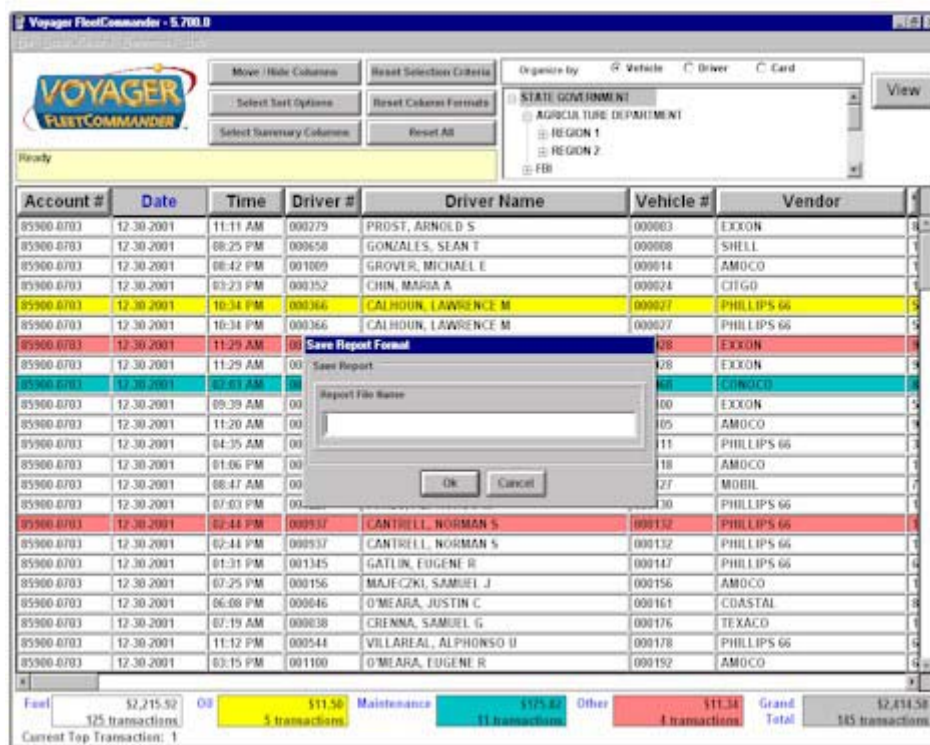 Voyager FleetCommander - 5.700.0
VOYAGER
FLEETCOMMANDER
Move / Hide Columns
Reset Selection Criteria
Organize by Vehicle Driver Card
Select Sort Options
Reset Column Formats
Select Summary Columns
Reset All
View
STATE GOVERNMENT
AGRICULTURE DEPARTMENT
REGION 1
REGION 2
FBI
Ready
Account # Date Time Driver # Driver Name Vehicle # Vendor
85900-0703 12-30-2001 11:11 AM 000279 PROST, ARNOLD S 000003 EXXON
85900-0703 12-30-2001 08:25 PM 000658 GONZALES, SEAN T 000008 SHELL
85900-0703 12-30-2001 08:42 PM 001009 GROVER, MICHAEL E 000014 AMOCO
85900-0703 12-30-2001 03:23 PM 000352 CHIN, MARIA A 000024 CITGO
85900-0703 12-30-2001 10:34 PM 000366 CALHOUN, LAWRENCE M 000027 PHILLIPS 66
85900-0703 12-30-2001 10:34 PM 000366 CALHOUN, LAWRENCE M 000027 PHILLIPS 66
85900-0703 12-30-2001 11:29 AM EXXON
85900-0703 12-30-2001 11:29 AM EXXON
85900-0703 12-30-2001 CONOCO
85900-0703 12-30-2001 09:39 AM EXXON
85900-0703 12-30-2001 11:20 AM AMOCO
85900-0703 12-30-2001 04:35 AM PHILLIPS 66
85900-0703 12-30-2001 01:06 PM AMOCO
85900-0703 12-30-2001 08:47 AM MOBIL
85900-0703 12-30-2001 07:03 PM PHILLIPS 66
85900-0703 12-30-2001 02:44 PM 000937 CANTRELL, NORMAN S 000132 PHILLIPS 66
85900-0703 12-30-2001 02:44 PM 000937 CANTRELL, NORMAN S 000132 PHILLIPS 66
85900-0703 12-30-2001 01:31 PM 001345 GATLIN, EUGENE R 000147 PHILLIPS 66
85900-0703 12-30-2001 07:25 PM 000156 MAJECZKI, SAMUEL J 000156 AMOCO
85900-0703 12-30-2001 06:08 PM 000046 O'MEARA, JUSTIN C 000161 COASTAL
85900-0703 12-30-2001 07:19 AM 000038 CRENNA, SAMUEL G 000176 TEXACO
85900-0703 12-30-2001 11:12 PM 000544 VILLAREAL, ALPHONSO U 000178 PHILLIPS 66
85900-0703 12-30-2001 03:15 PM 001100 O'MEARA, EUGENE R 000192 AMOCO
Save Report Format
Save Report
Report File Name
Ok Cancel
Fuel $2,215.92 Oil $11.50 Maintenance $175.82 Other $11.34 Grand $2,414.58
125 transactions 5 transactions 11 transactions 4 transactions Total 145 transactions
Current Top Transaction: 1